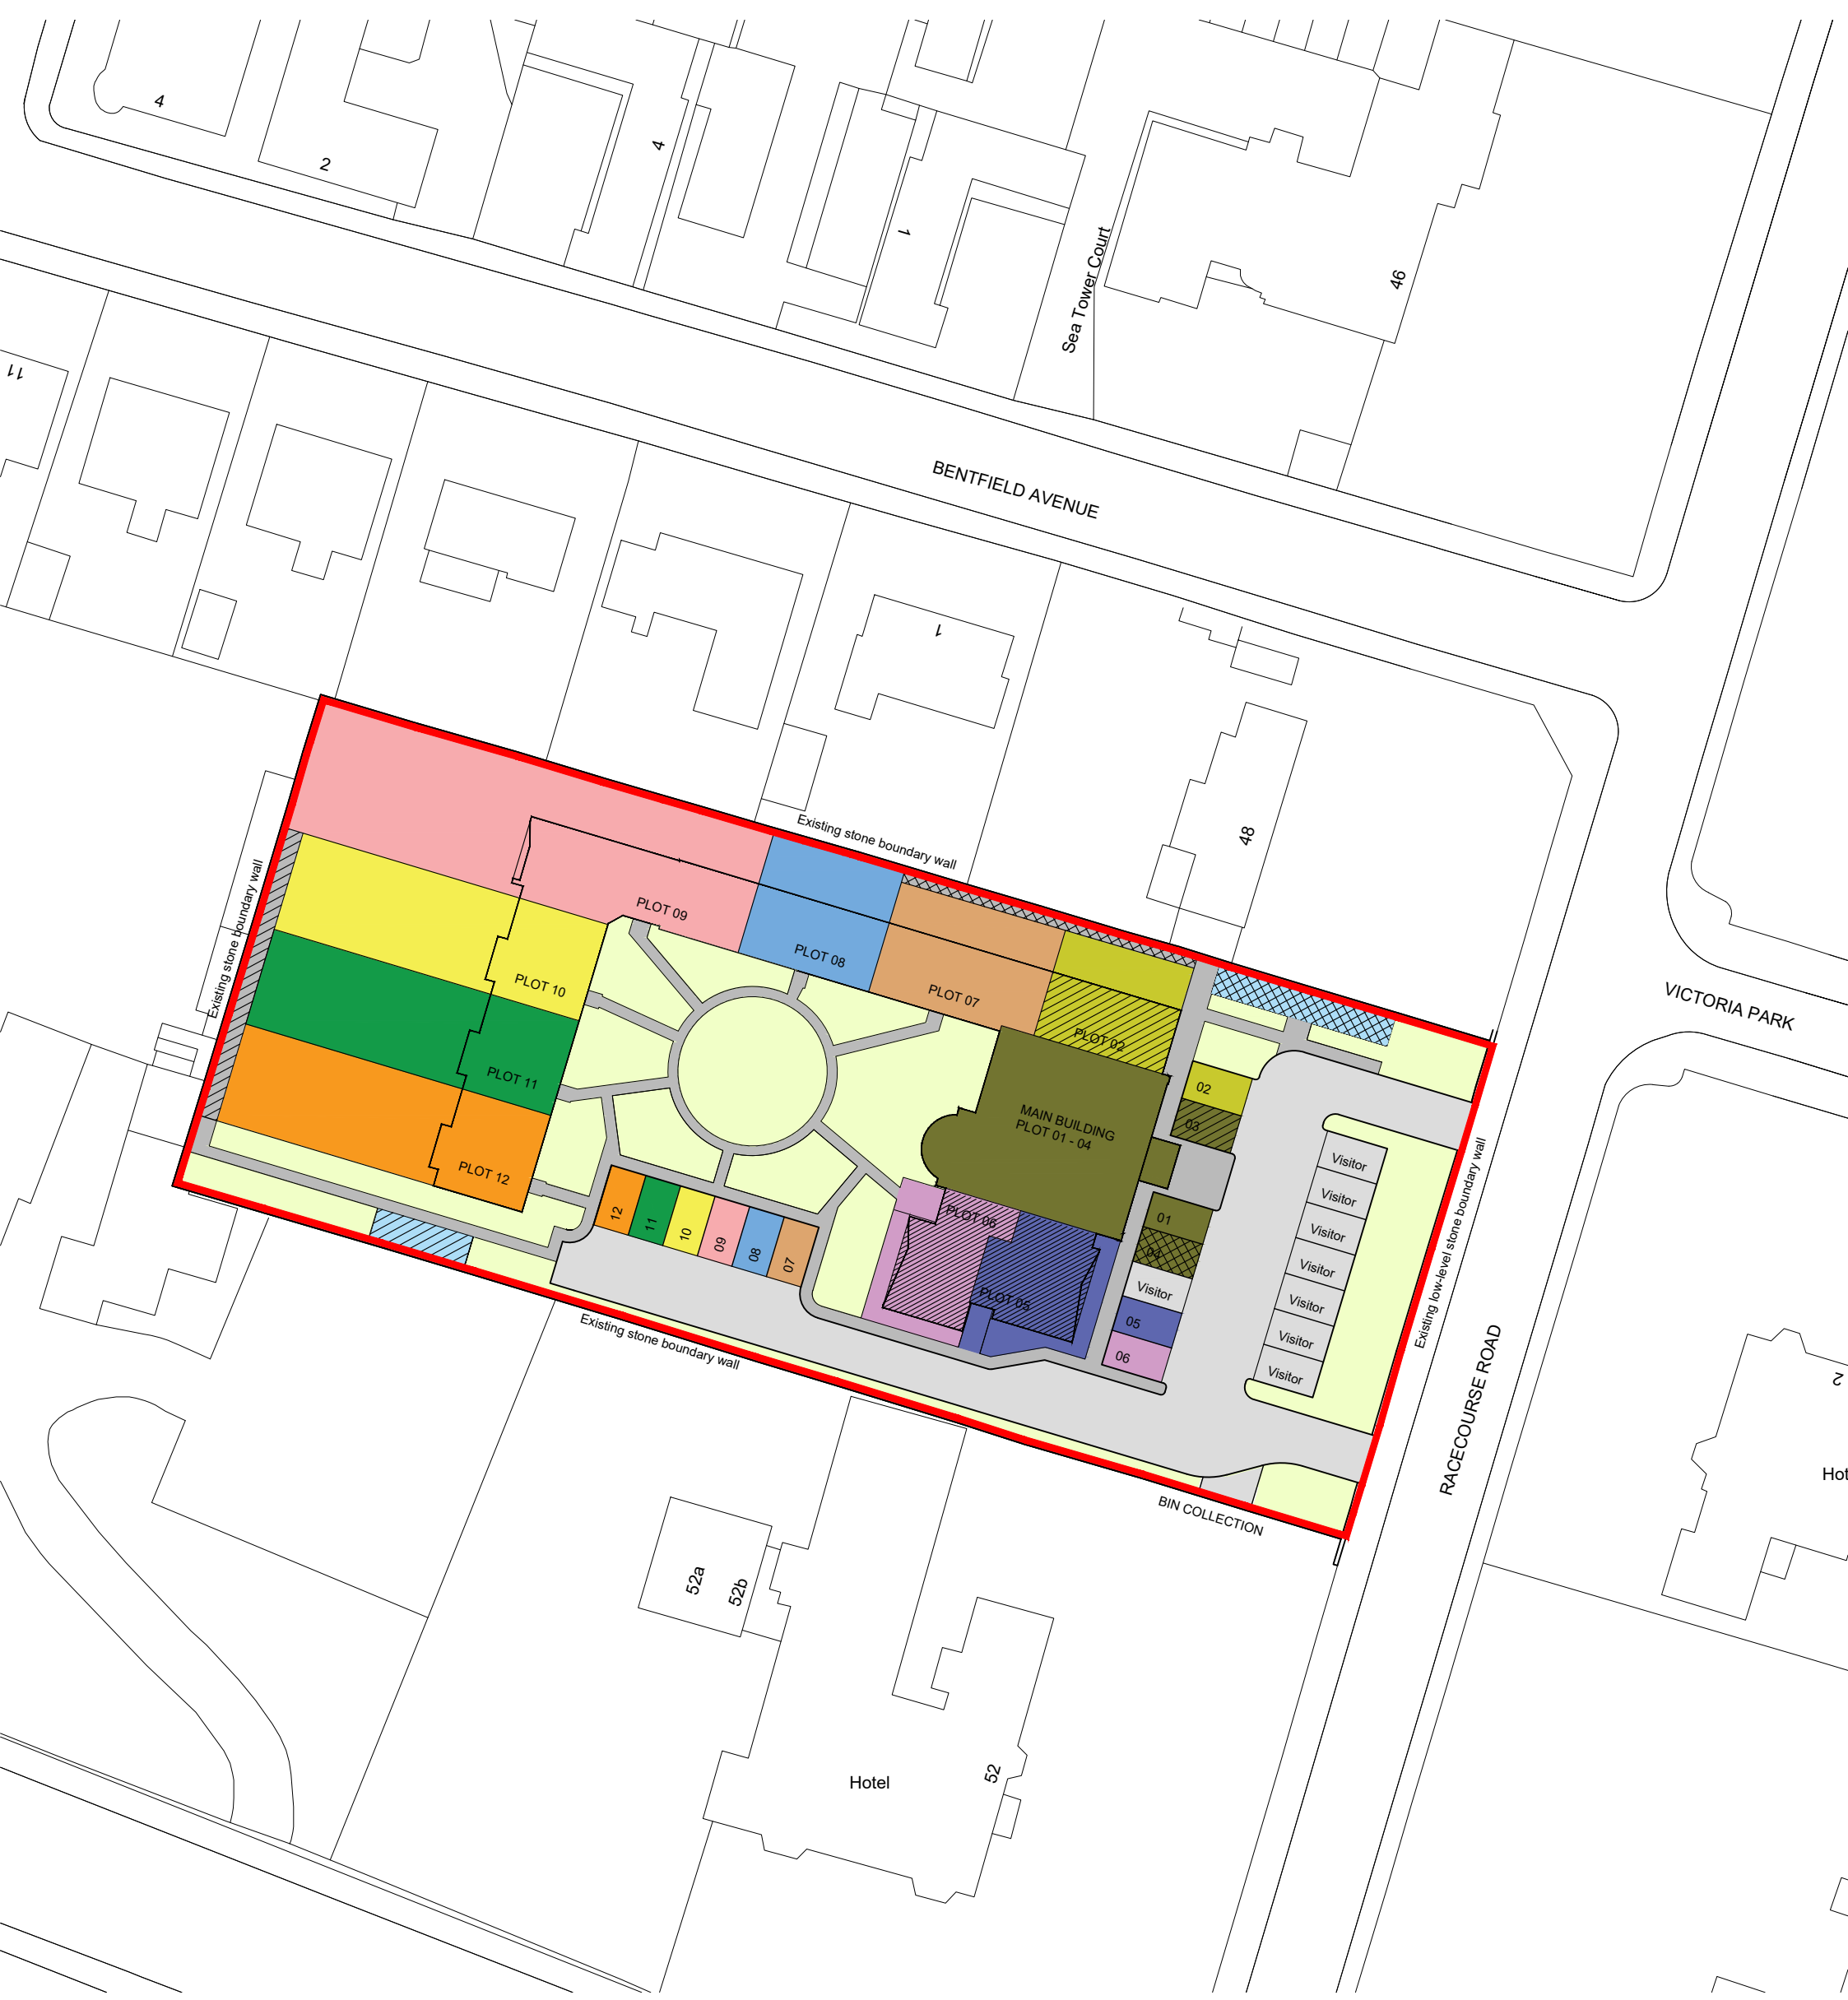 4
2
4
1
Sea Tower Court
46
11
BENTFIELD AVENUE
1
48
Existing stone boundary wall
Existing stone boundary wall
VICTORIA PARK
PLOT 09
PLOT 08
PLOT 07
PLOT 02
PLOT 10
PLOT 11
PLOT 12
MAIN BUILDING
PLOT 01 - 04
02
03
01
04
Visitor
05
06
PLOT 06
PLOT 05
12
11
10
09
08
07
Visitor
Visitor
Visitor
Visitor
Visitor
Visitor
Visitor
Existing low-level stone boundary wall
RACECOURSE ROAD
Existing stone boundary wall
BIN COLLECTION
2
Hot
52a
52b
Hotel
52